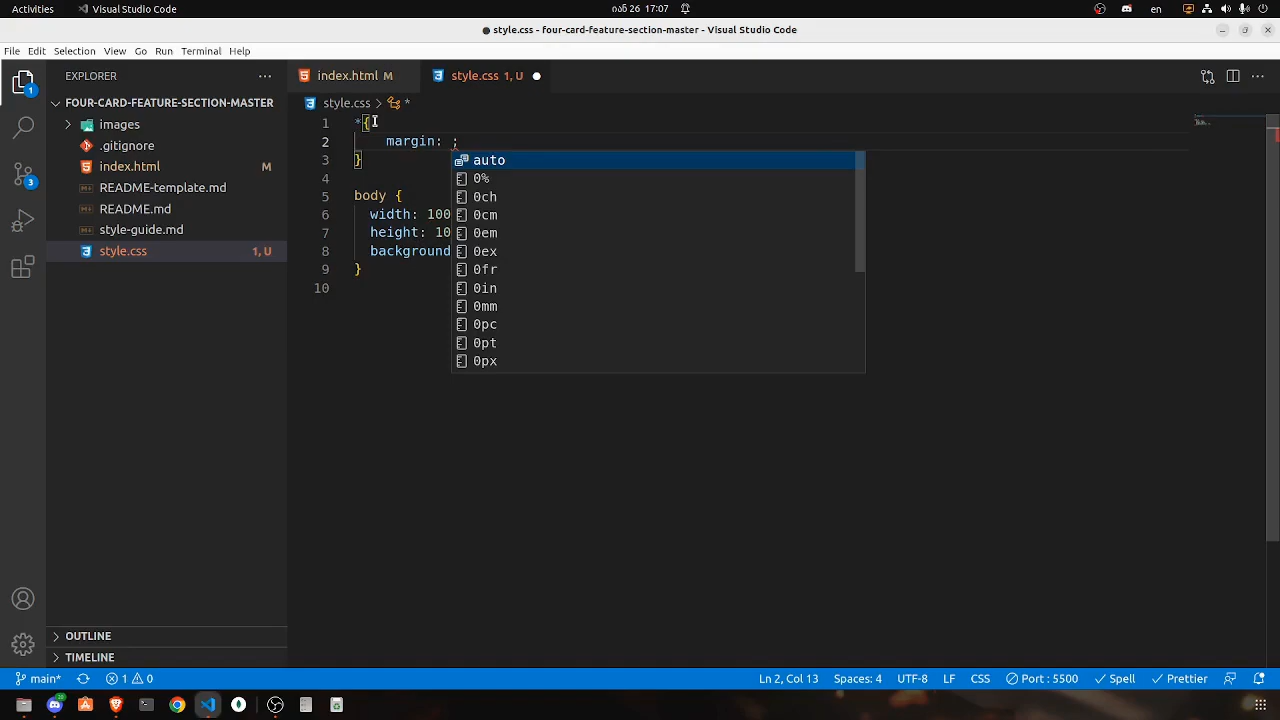 Activities
Visual Studio Code
იან 26 17:07
en
style.css - four-card-feature-section-master - Visual Studio Code
File Edit Selection View Go Run Terminal Help
EXPLORER
FOUR-CARD-FEATURE-SECTION-MASTER
images
.gitignore
index.html M
README-template.md
README.md
style-guide.md
style.css 1, U
OUTLINE
TIMELINE
1
3
index.html M
style.css 1, U
style.css > *
1 *{
2 margin: ;
3 }
4
5 body {
6 width: 100
7 height: 10
8 background
9 }
10
auto
0%
0ch
0cm
0em
0ex
0fr
0in
0mm
0pc
0pt
0px
main*
1 0
Ln 2, Col 13
Spaces: 4
UTF-8
LF
CSS
Port : 5500
Spell
Prettier